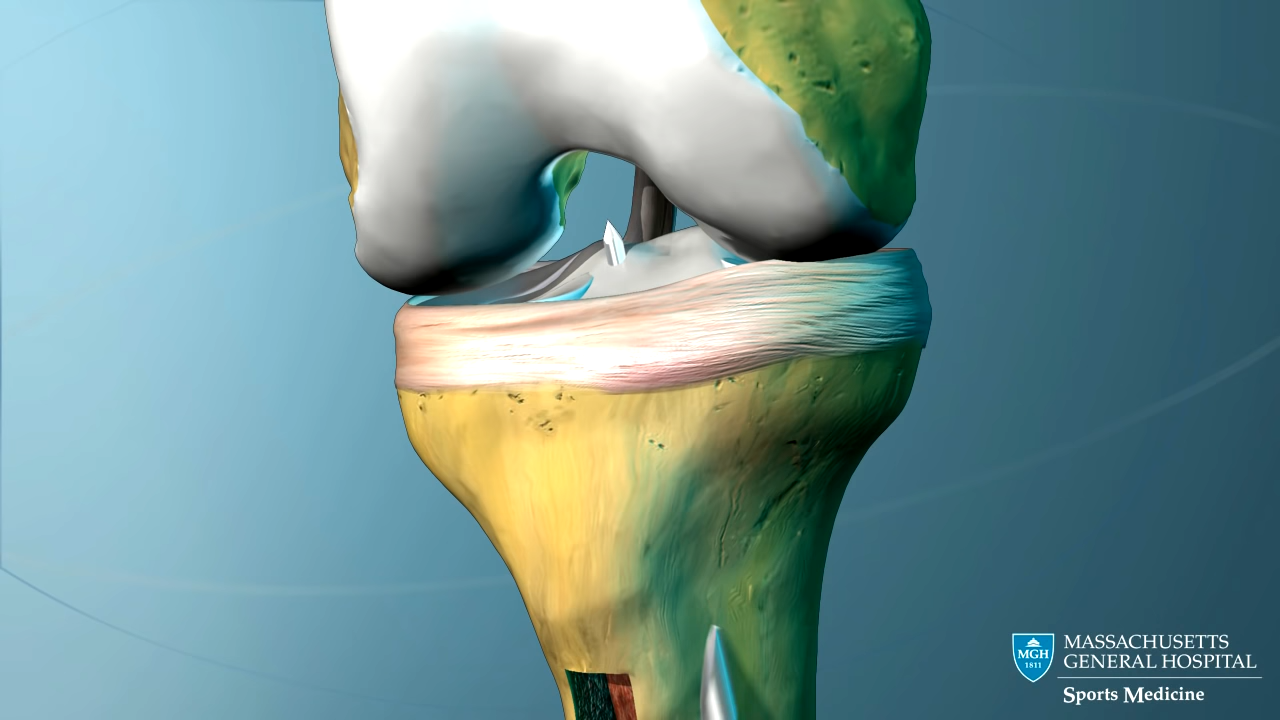 MGH
1811
MASSACHUSETTS
GENERAL HOSPITAL
Sports Medicine